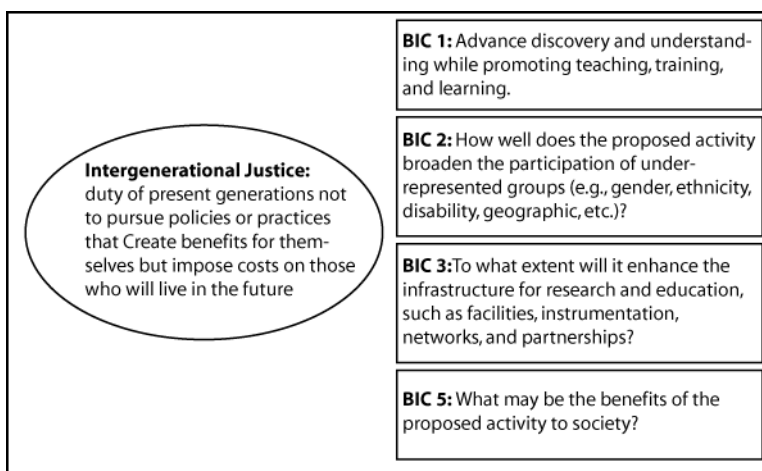 Intergenerational Justice:
duty of present generations not
to pursue policies or practices
that Create benefits for them-
selves but impose costs on those
who will live in the future
BIC 1: Advance discovery and understand-
ing while promoting teaching, training,
and learning.
BIC 2: How well does the proposed activity
broaden the participation of under-
represented groups (e.g., gender, ethnicity,
disability, geographic, etc.)?
BIC 3:To what extent will it enhance the
infrastructure for research and education,
such as facilities, instrumentation,
networks, and partnerships?
BIC 5: What may be the benefits of the
proposed activity to society?